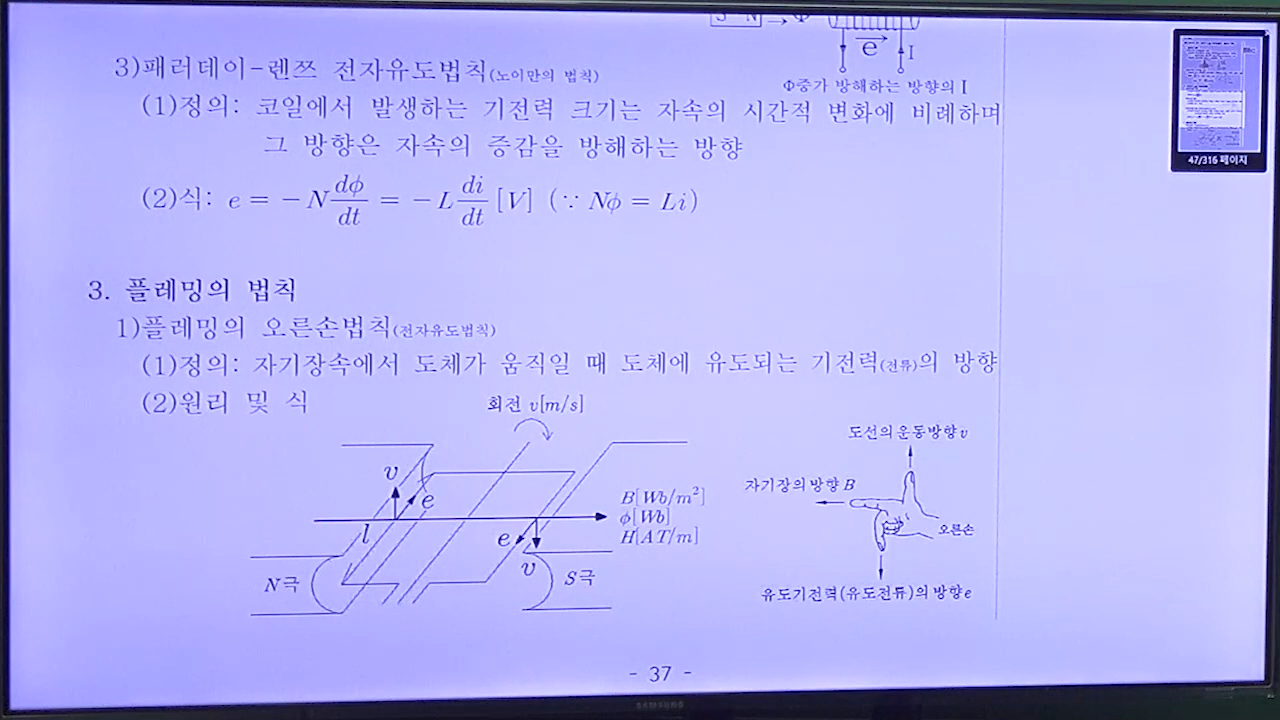 S N → Φ
e
I
Φ증가 방해하는 방향의 I
3)패러데이-렌쯔 전자유도법칙(노이만의 법칙)
(1)정의: 코일에서 발생하는 기전력 크기는 자속의 시간적 변화에 비례하며
그 방향은 자속의 증감을 방해하는 방향
(2)식: e = -N dϕ/dt = -L di/dt [V] (∵ Nϕ = Li)
3. 플레밍의 법칙
1)플레밍의 오른손법칙(전자유도법칙)
(1)정의: 자기장속에서 도체가 움직일 때 도체에 유도되는 기전력(전류)의 방향
(2)원리 및 식
회전 v[m/s]
v
e
l
N극
e
v
S극
B[Wb/m²]
ϕ[Wb]
H[AT/m]
도선의 운동방향 v
자기장의 방향 B
오른손
유도기전력(유도전류)의 방향 e
- 37 -
47/316 페이지
SAMSUNG